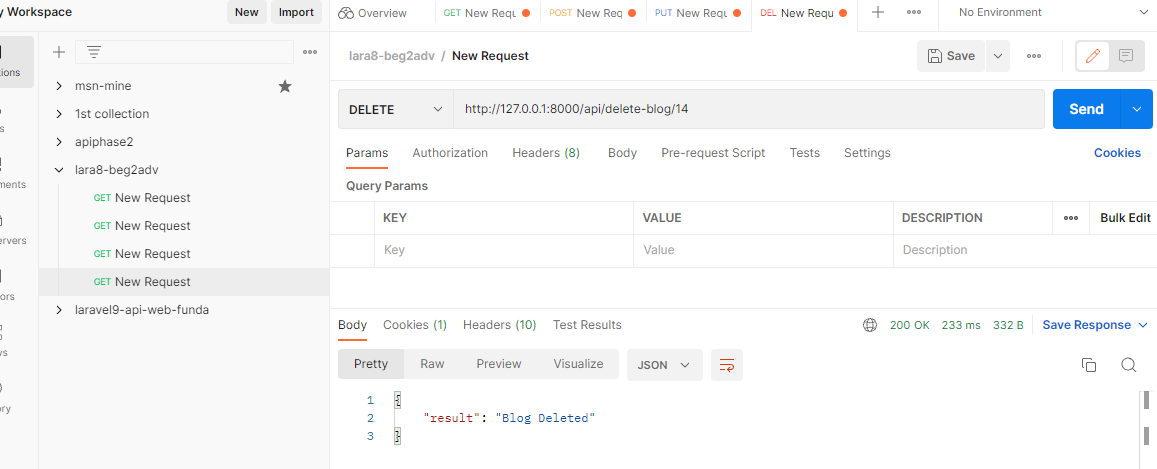 y Workspace
New
Import
Overview
GET New Requ
POST New Req
PUT New Requ
DEL New Requ
No Environment
tions
s
ments
ervers
ors
ws
ory
msn-mine
1st collection
apiphase2
lara8-beg2adv
GET New Request
GET New Request
GET New Request
GET New Request
laravel9-api-web-funda
lara8-beg2adv / New Request
Save
DELETE
http://127.0.0.1:8000/api/delete-blog/14
Send
Params
Authorization
Headers (8)
Body
Pre-request Script
Tests
Settings
Cookies
Query Params
KEY
VALUE
DESCRIPTION
Bulk Edit
Key
Value
Description
Body
Cookies (1)
Headers (10)
Test Results
200 OK
233 ms
332 B
Save Response
Pretty
Raw
Preview
Visualize
JSON
1 {
2 "result": "Blog Deleted"
3 }